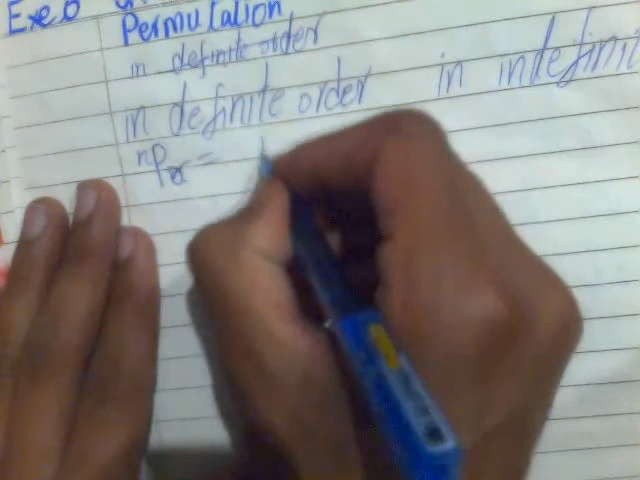 Exe
Permutation
in definite order
in definite order in indefinit
nPr =